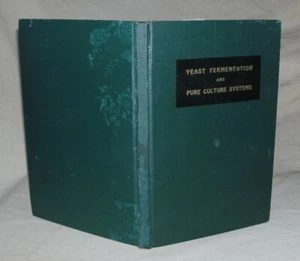 YEAST FERMENTATION
AND
PURE CULTURE SYSTEMS